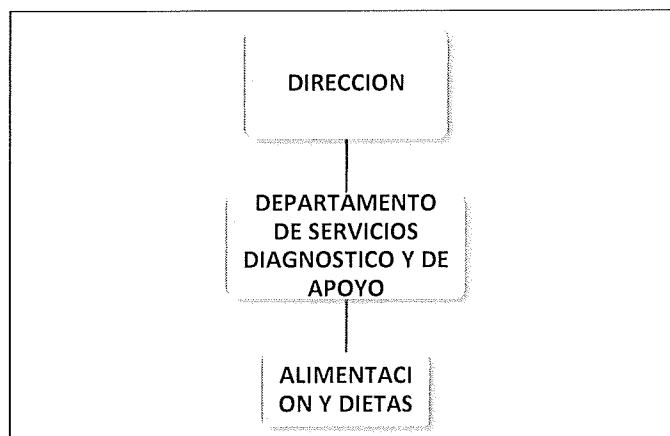 DIRECCION
DEPARTAMENTO
DE SERVICIOS
DIAGNOSTICO Y DE
APOYO
ALIMENTACI
ON Y DIETAS